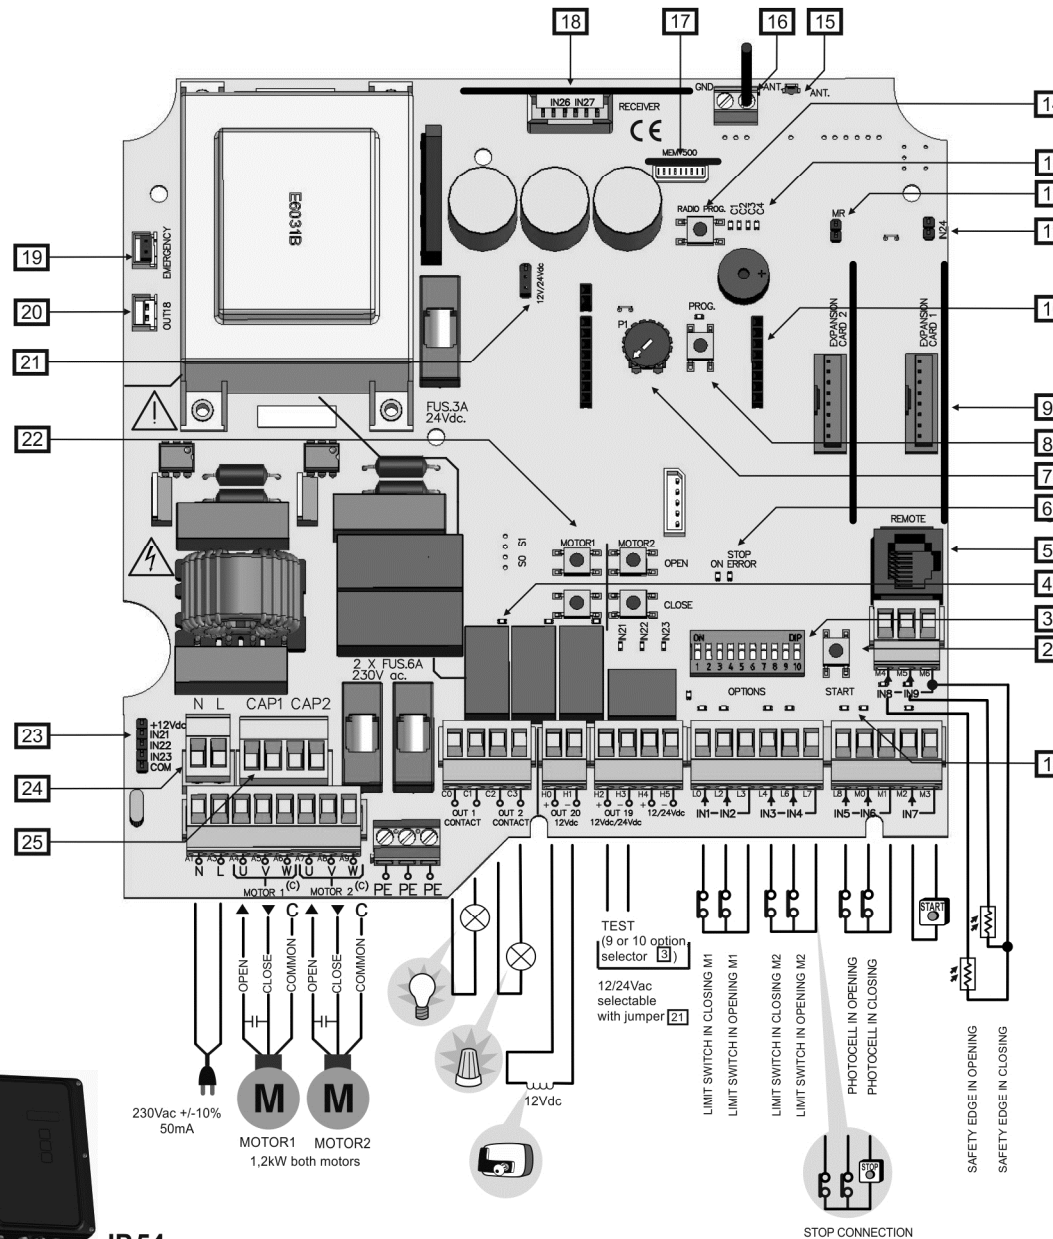 18
17
16
15
GND
ANT.
ANT.
IN26 IN27
RECEIVER
CE
MEM-500
RADIO PROG.
C1
C2
C3
C4
MR
IN24
E6031B
19
EMERGENCY
20
OUT18
21
12V/24Vdc
P1
PROG.
EXPANSION
CARD 2
EXPANSION
CARD 1
9
8
7
6
5
4
3
2
1
FUS.3A
24Vdc.
22
S1
S0
MOTOR1
MOTOR2
OPEN
CLOSE
STOP
ON ERROR
REMOTE
IN21
IN22
IN23
ON
DIP
1 2 3 4 5 6 7 8 9 10
OPTIONS
START
M4 M5 M6
IN8 IN9
2 X FUS.6A
230V ac.
N L CAP1 CAP2
23
+12Vdc
IN21
IN22
IN23
COM
24
25
C0 C1 C2 C3
OUT 1
CONTACT
OUT 2
CONTACT
H0 H1
+ −
OUT 20
12Vdc
H2 H3 H4 H5
+ − + −
OUT 19
12Vdc/24Vdc
12/24Vdc
L0 L1 L2 L3 L4 L6 L7
IN1 IN2
IN3 IN4
L8 M0 M1 M2 M3
IN5 IN6
IN7
A1 A3 A4 A5 A6 A7 A8 A9
N L U V W U V W
(C) (C)
MOTOR 1
MOTOR 2
PE PE PE
C
C
OPEN
CLOSE
COMMON
OPEN
CLOSE
COMMON
M
M
230Vac +/-10%
50mA
MOTOR1
MOTOR2
1,2kW both motors
12Vdc
TEST
(9 or 10 option
selector 3 )
12/24Vac
selectable
with jumper 21
LIMIT SWITCH IN CLOSING M1
LIMIT SWITCH IN OPENING M1
LIMIT SWITCH IN CLOSING M2
LIMIT SWITCH IN OPENING M2
PHOTOCELL IN OPENING
PHOTOCELL IN CLOSING
START
SAFETY EDGE IN OPENING
SAFETY EDGE IN CLOSING
STOP
STOP CONNECTION
IP54